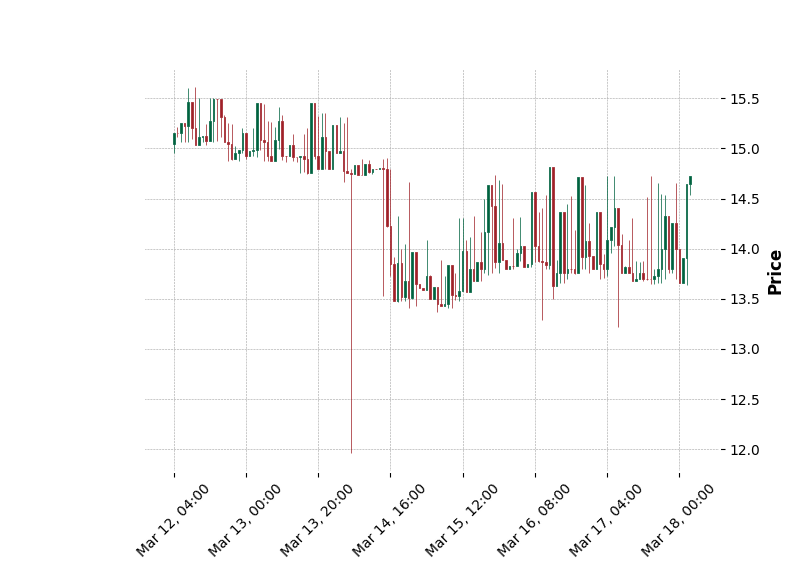 15.5
15.0
14.5
14.0
13.5
13.0
12.5
12.0
Price
Mar 12, 04:00
Mar 13, 00:00
Mar 13, 20:00
Mar 14, 16:00
Mar 15, 12:00
Mar 16, 08:00
Mar 17, 04:00
Mar 18, 00:00